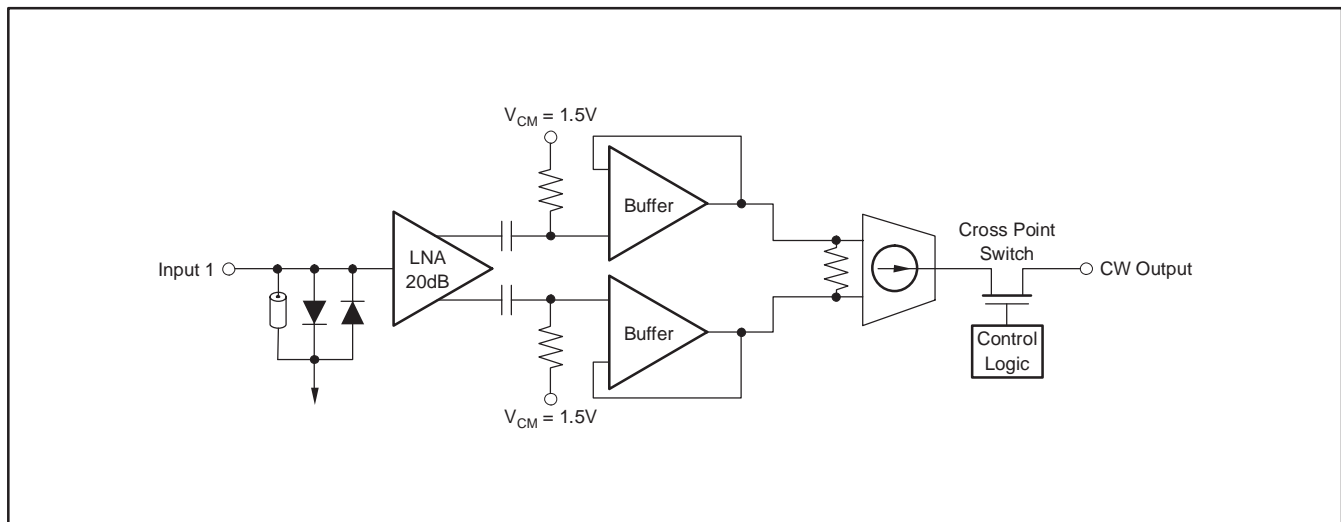 V_CM = 1.5V
Buffer
Cross Point
Switch
LNA
20dB
Input 1
CW Output
Buffer
Control
Logic
V_CM = 1.5V